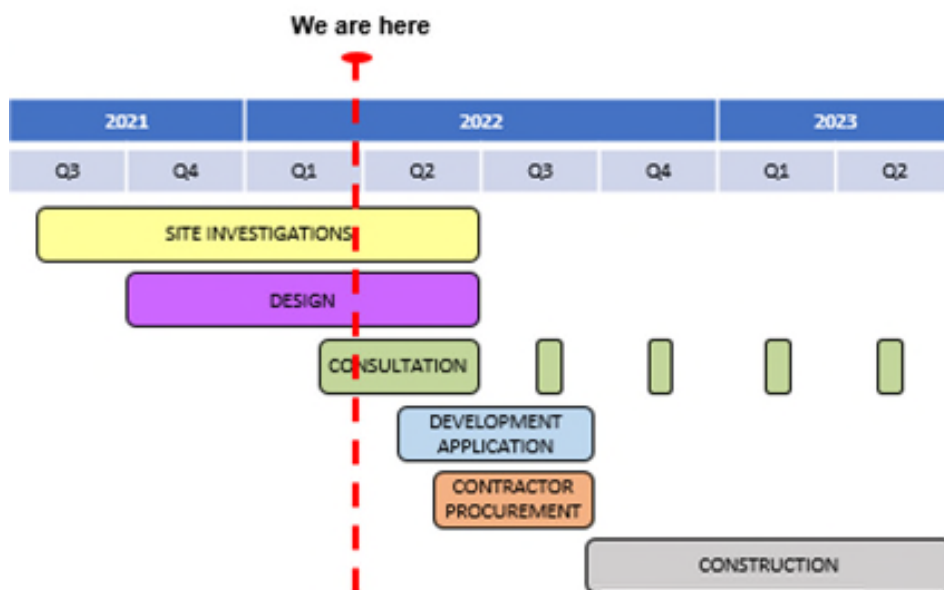 We are here
2021 2022 2023
Q3 Q4 Q1 Q2 Q3 Q4 Q1 Q2
SITE INVESTIGATIONS
DESIGN
CONSULTATION
DEVELOPMENT
APPLICATION
CONTRACTOR
PROCUREMENT
CONSTRUCTION